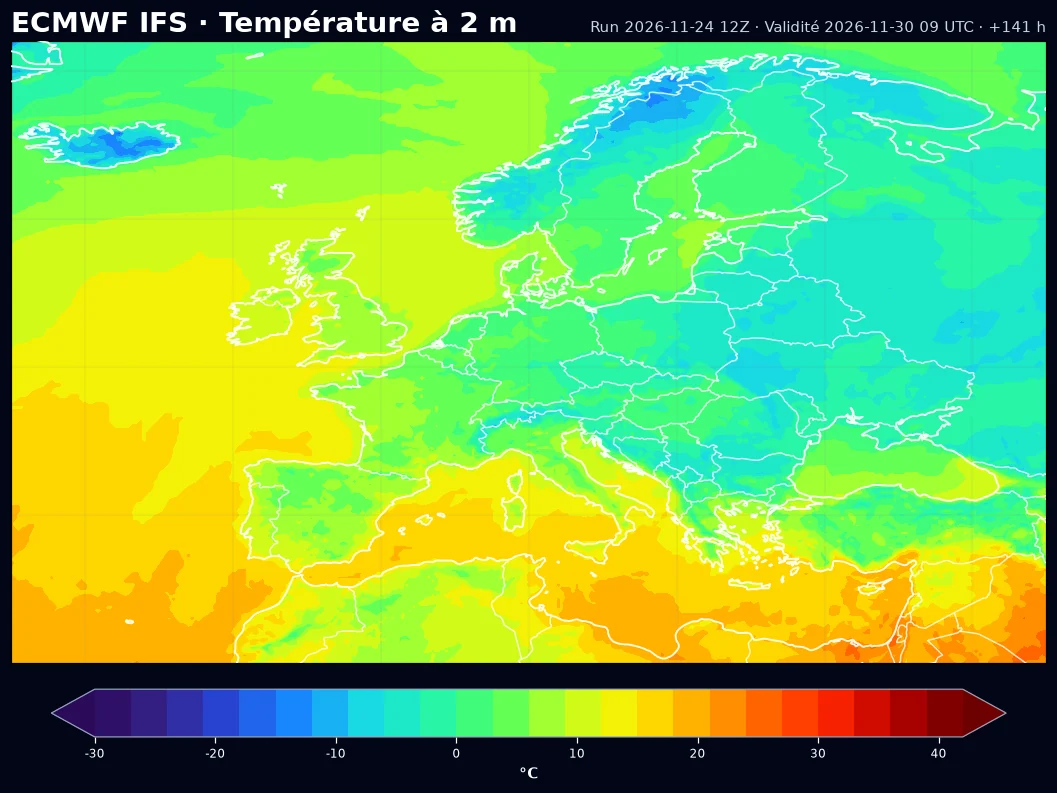 ECMWF IFS · Température à 2 m
Run 2026-11-24 12Z · Validité 2026-11-30 09 UTC · +141 h
-30 -20 -10 0 10 20 30 40
°C